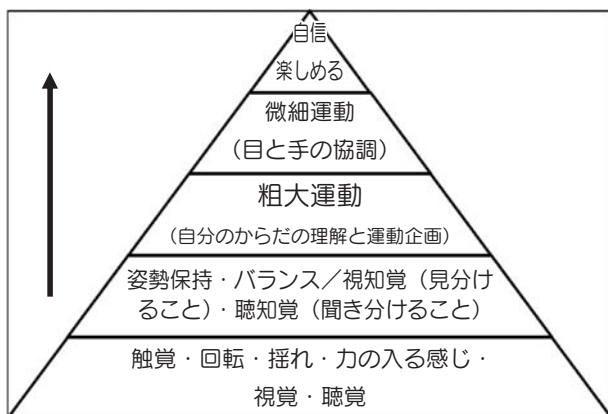 自信
楽しめる
微細運動
（目と手の協調）
粗大運動
（自分のからだの理解と運動企画）
姿勢保持・バランス／視知覚（見分け
ること）・聴知覚（聞き分けること）
触覚・回転・揺れ・力の入る感じ・
視覚・聴覚